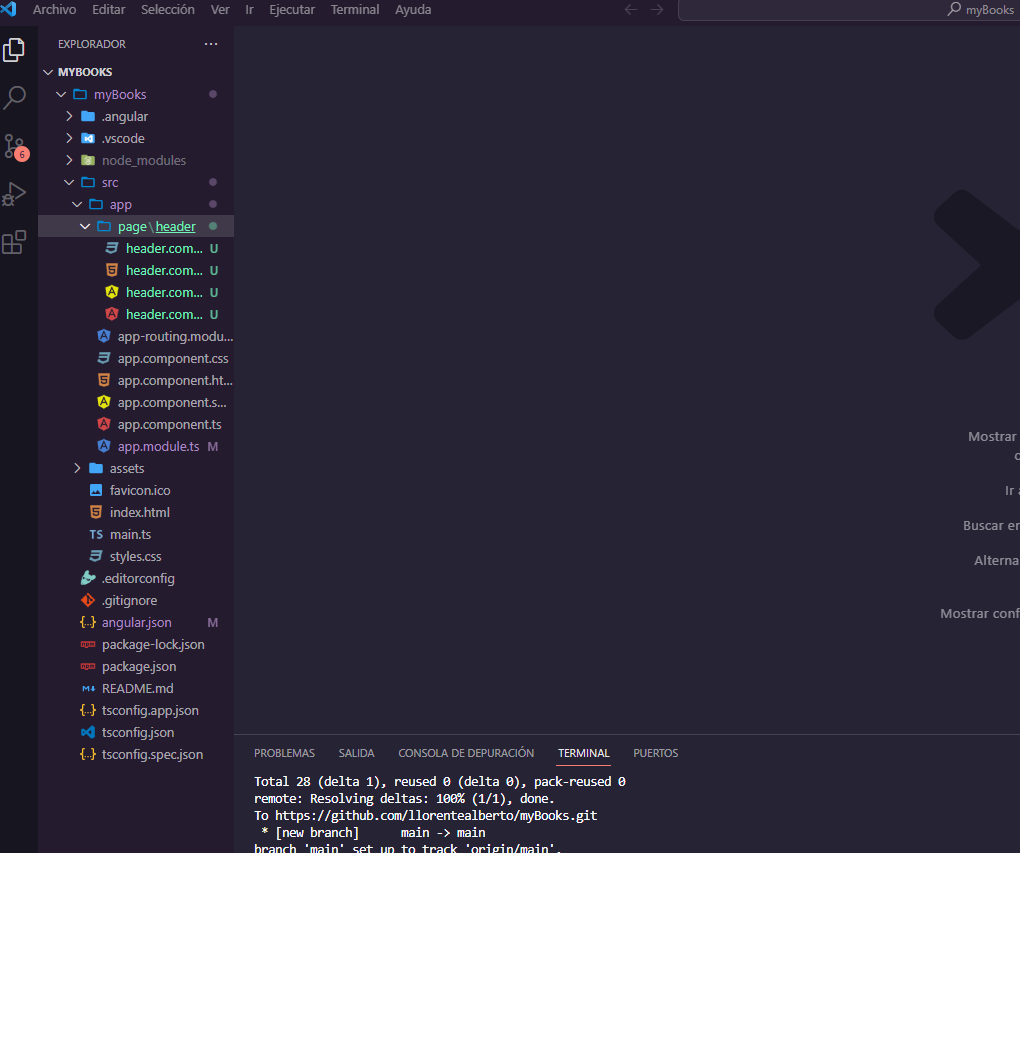 Archivo Editar Selección Ver Ir Ejecutar Terminal Ayuda
myBooks
EXPLORADOR
MYBOOKS
myBooks
.angular
.vscode
node_modules
src
app
page\header
header.com... U
header.com... U
header.com... U
header.com... U
app-routing.modu...
app.component.css
app.component.ht...
app.component.s...
app.component.ts
app.module.ts M
assets
favicon.ico
index.html
TS main.ts
styles.css
.editorconfig
.gitignore
{..} angular.json M
package-lock.json
package.json
README.md
{..} tsconfig.app.json
tsconfig.json
{..} tsconfig.spec.json
6
Mostrar
Ir a
Buscar en
Alterna
Mostrar conf
PROBLEMAS SALIDA CONSOLA DE DEPURACIÓN TERMINAL PUERTOS
Total 28 (delta 1), reused 0 (delta 0), pack-reused 0
remote: Resolving deltas: 100% (1/1), done.
To https://github.com/llorentealberto/myBooks.git
* [new branch] main -> main
branch 'main' set up to track 'origin/main'.